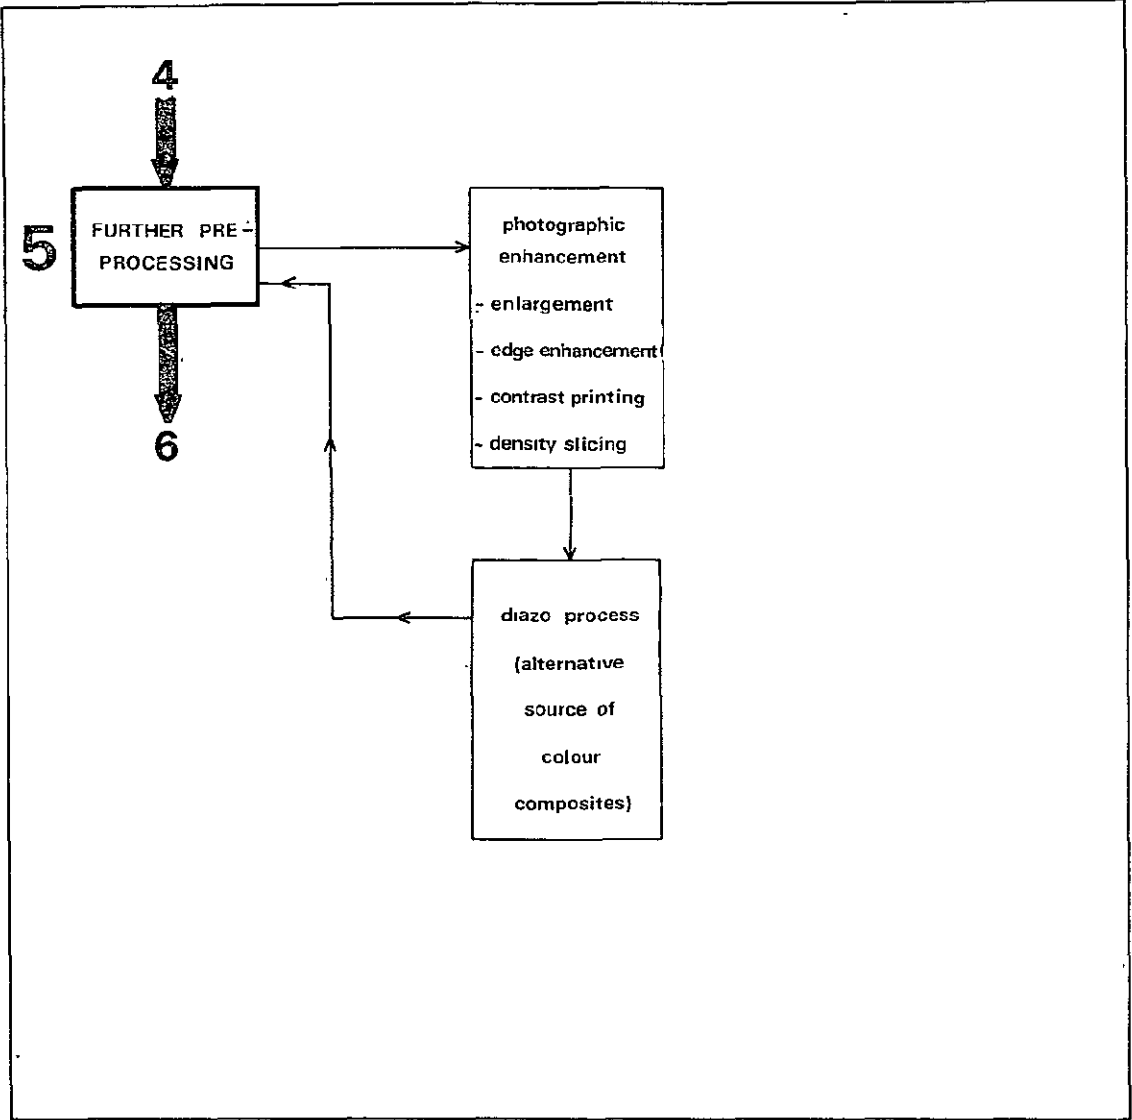 4
5
FURTHER PRE-
PROCESSING
6
photographic
enhancement
- enlargement
- edge enhancement
- contrast printing
- density slicing
diazo process
(alternative
source of
colour
composites)